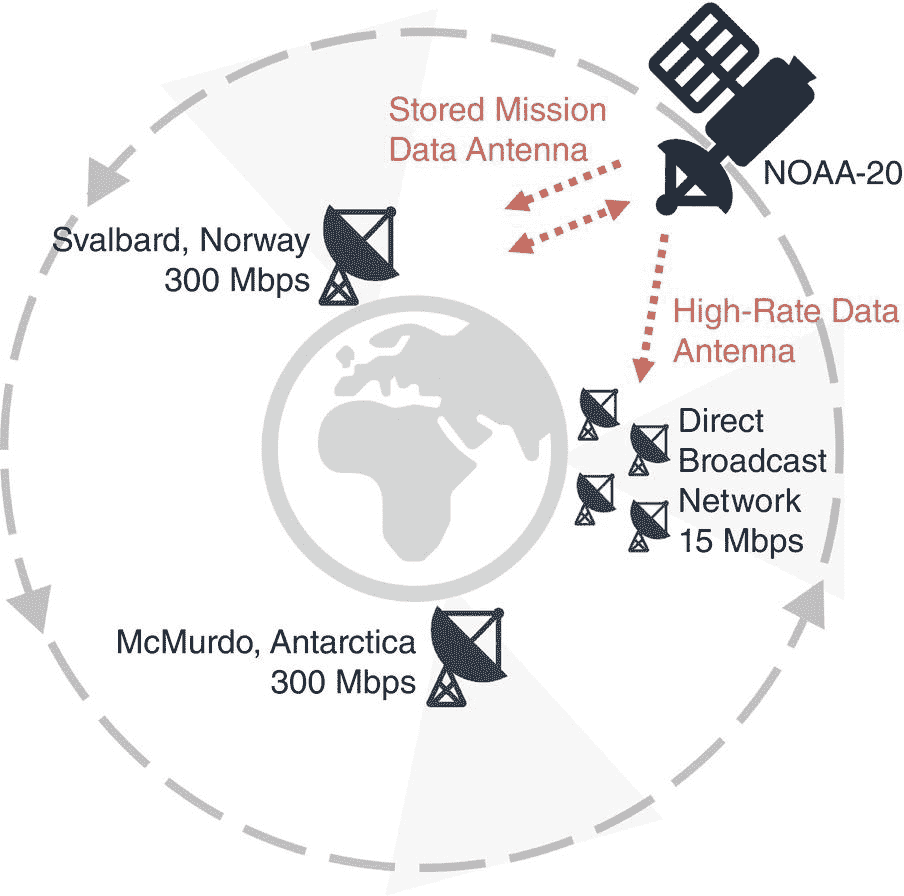 Stored Mission
Data Antenna
NOAA-20
Svalbard, Norway
300 Mbps
High-Rate Data
Antenna
Direct
Broadcast
Network
15 Mbps
McMurdo, Antarctica
300 Mbps